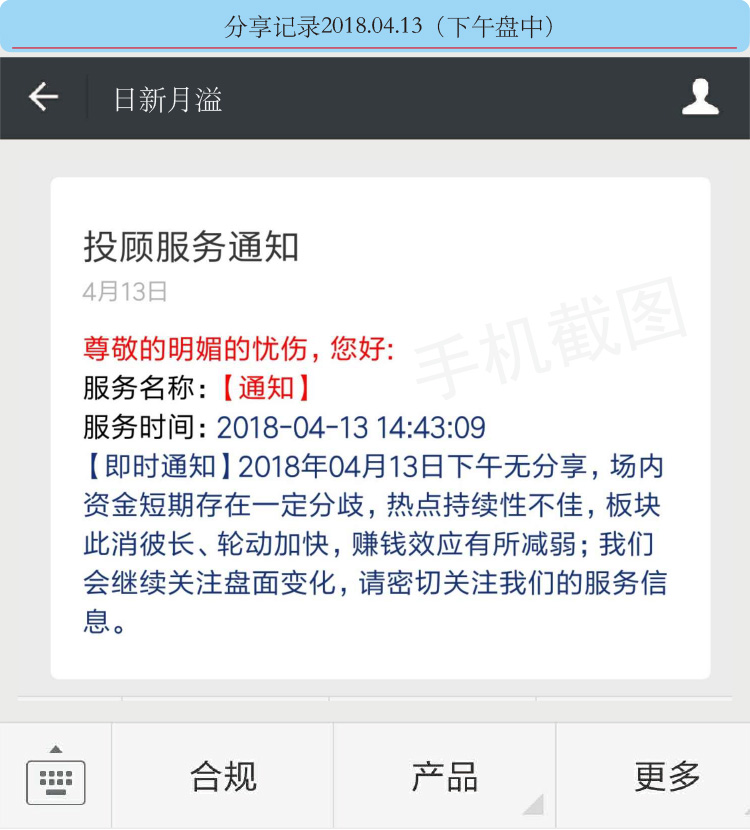 分享记录2018.04.13（下午盘中）
日新月溢
投顾服务通知
4月13日
手机截图
尊敬的明媚的忧伤，您好：
服务名称：【通知】
服务时间：2018-04-13 14:43:09
【即时通知】2018年04月13日下午无分享，场内
资金短期存在一定分歧，热点持续性不佳，板块
此消彼长、轮动加快，赚钱效应有所减弱；我们
会继续关注盘面变化，请密切关注我们的服务信
息。
合规
产品
更多